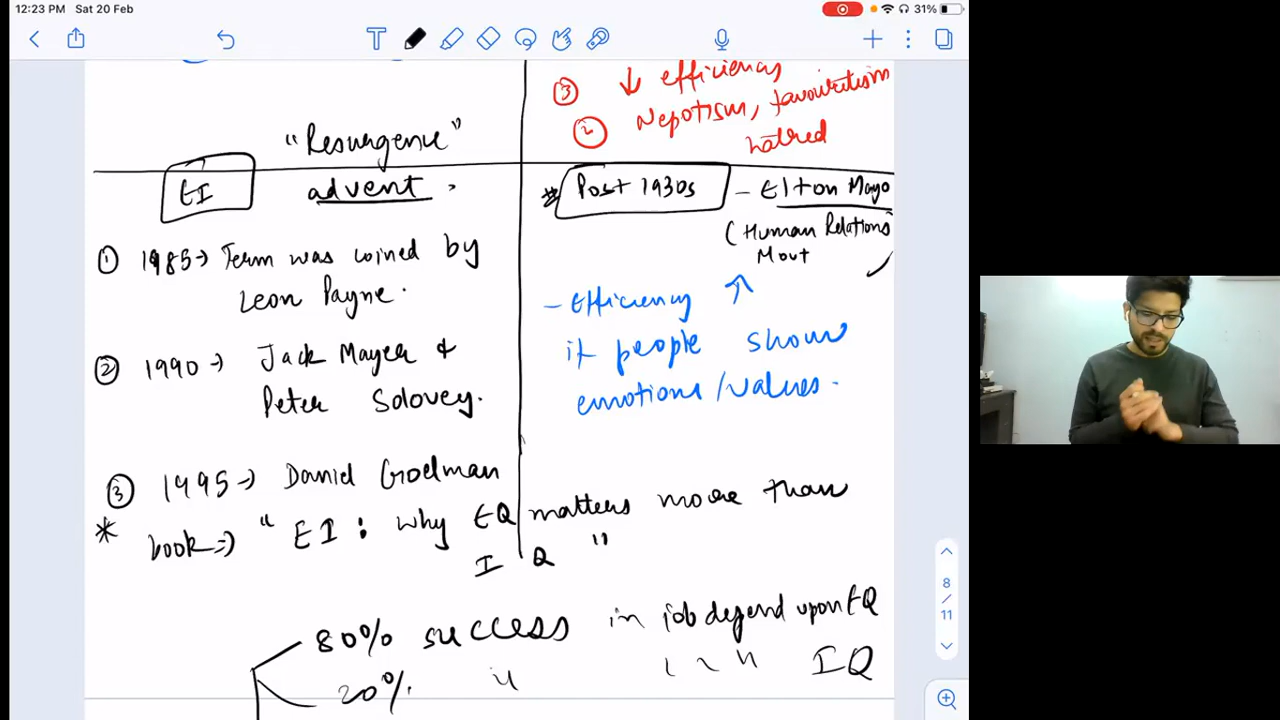 12:23 PM Sat 20 Feb
31%
③ ↓ efficiency
② Nepotism, favouritism
hatred
"Resurgence"
EI advent.
* Post 1930s - Elton Mayo
(Human Relations
Movt
① 1985 → Term was coined by
Leon Payne.
- Efficiency ↑
if people show
emotions/values.
② 1990 → Jack Mayer &
Peter Solovey.
③ 1995 → Daniel Goelman
* book ⇒ "EI: Why EQ matters more than
IQ"
80% success in job depend upon EQ
20% " " " " IQ
8
/
11